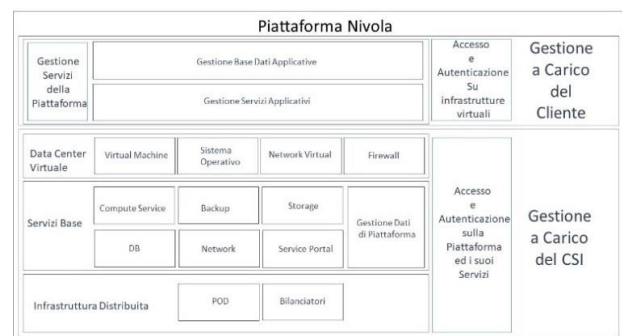 Piattaforma Nivola
Gestione
Servizi
della
Piattaforma
Gestione Base Dati Applicative
Gestione Servizi Applicativi
Accesso
e
Autenticazione
Su
infrastrutture
virtuali
Gestione
a Carico
del
Cliente
Data Center
Virtuale
Virtual Machine
Sistema
Operativo
Network Virtual
Firewall
Servizi Base
Compute Service
Backup
Storage
Gestione Dati
di Piattaforma
DB
Network
Service Portal
Accesso
e
Autenticazione
sulla
Piattaforma
ed i suoi
Servizi
Gestione
a Carico
del CSI
Infrastruttura Distribuita
POD
Bilanciatori